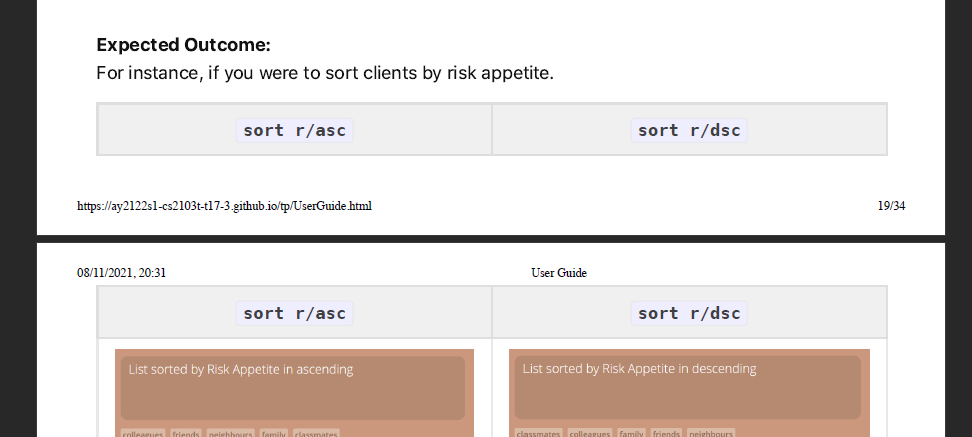 Expected Outcome:
For instance, if you were to sort clients by risk appetite.
sort r/asc sort r/dsc
https://ay2122s1-cs2103t-t17-3.github.io/tp/UserGuide.html 19/34
08/11/2021, 20:31 User Guide
sort r/asc sort r/dsc
List sorted by Risk Appetite in ascending List sorted by Risk Appetite in descending
colleagues friends neighbours family classmates classmates colleagues family friends neighbours